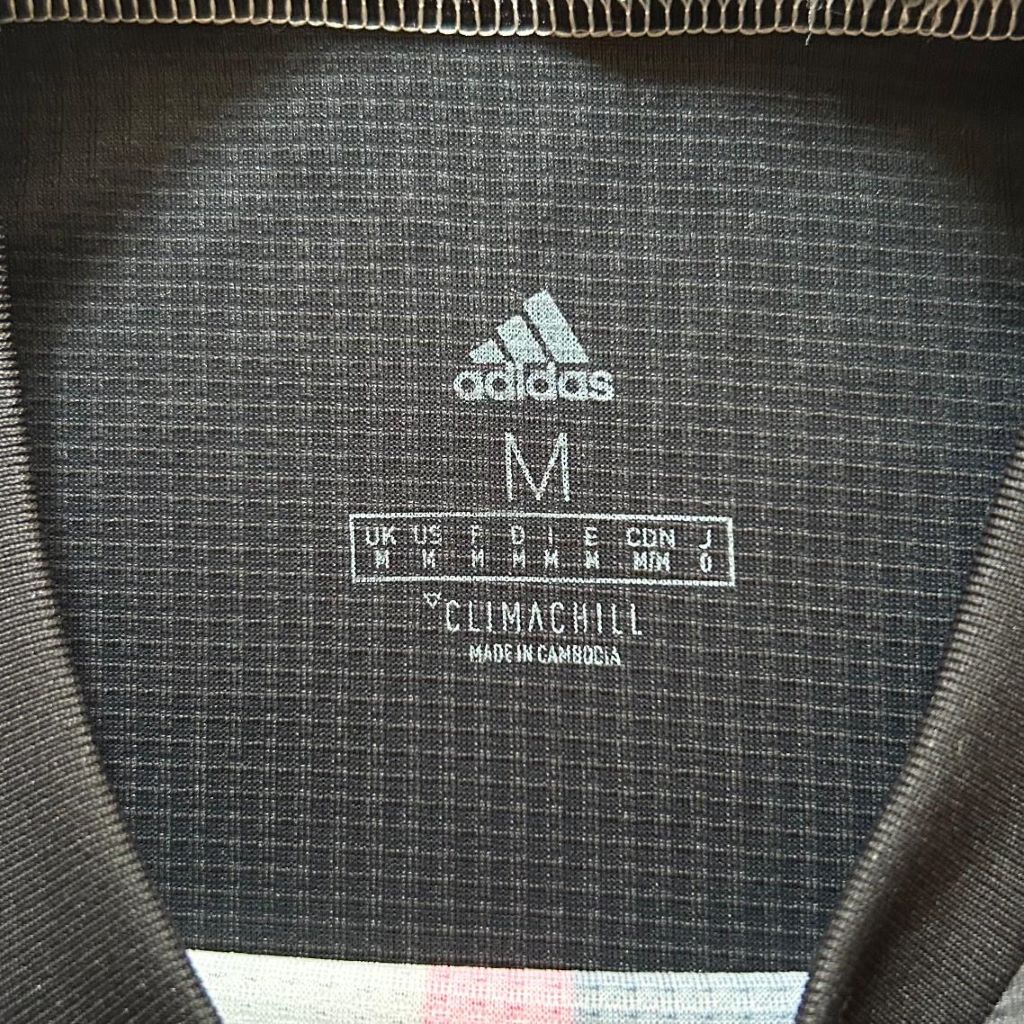 adidas
M
UK US F D I E CDN J
M M M M M M M/M O
CLIMACHILL
MADE IN CAMBODIA